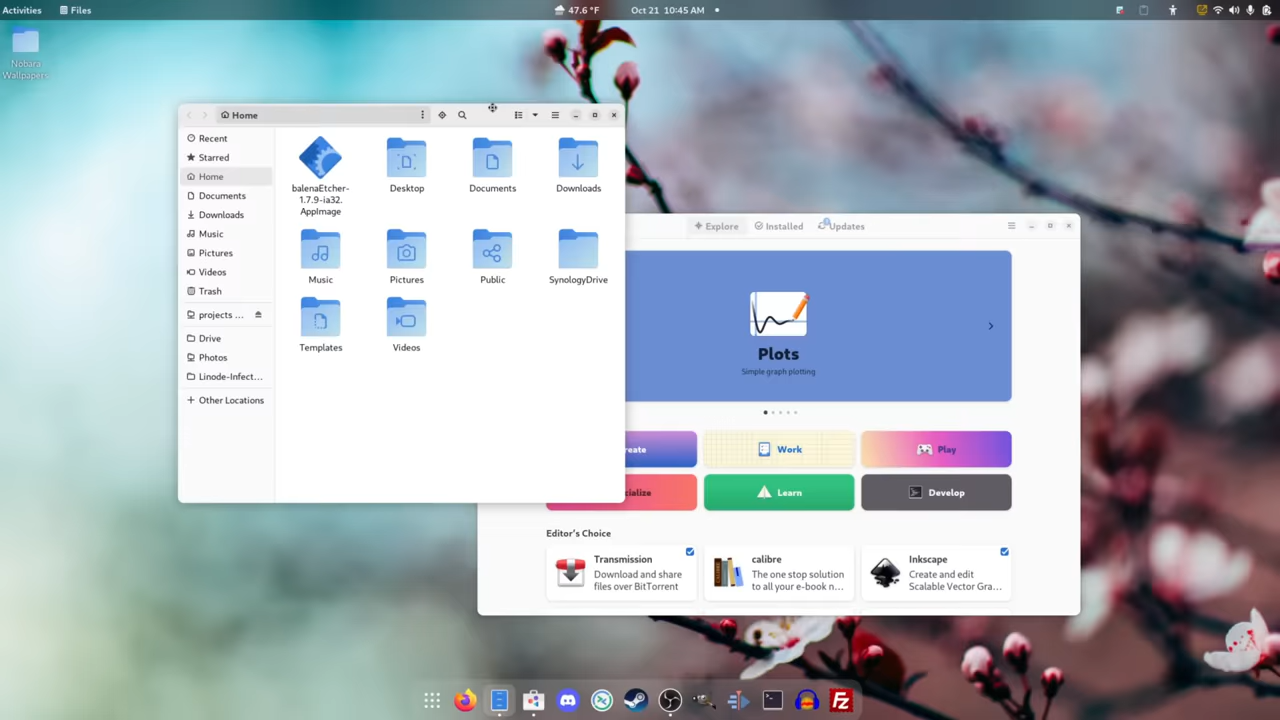 Activities
Files
47.6 °F
Oct 21  10:45 AM
Nobara
Wallpapers
Home
Recent
Starred
Home
Documents
Downloads
Music
Pictures
Videos
Trash
projects ...
Drive
Photos
Linode-Infect...
Other Locations
balenaEtcher-
1.7.9-ia32.
AppImage
Desktop
Documents
Downloads
Music
Pictures
Public
SynologyDrive
Templates
Videos
Explore
Installed
Updates
Plots
Simple graph plotting
reate
Work
Play
cialize
Learn
Develop
Editor's Choice
Transmission
Download and share
files over BitTorrent
calibre
The one stop solution
to all your e-book n...
Inkscape
Create and edit
Scalable Vector Gra...
Fz